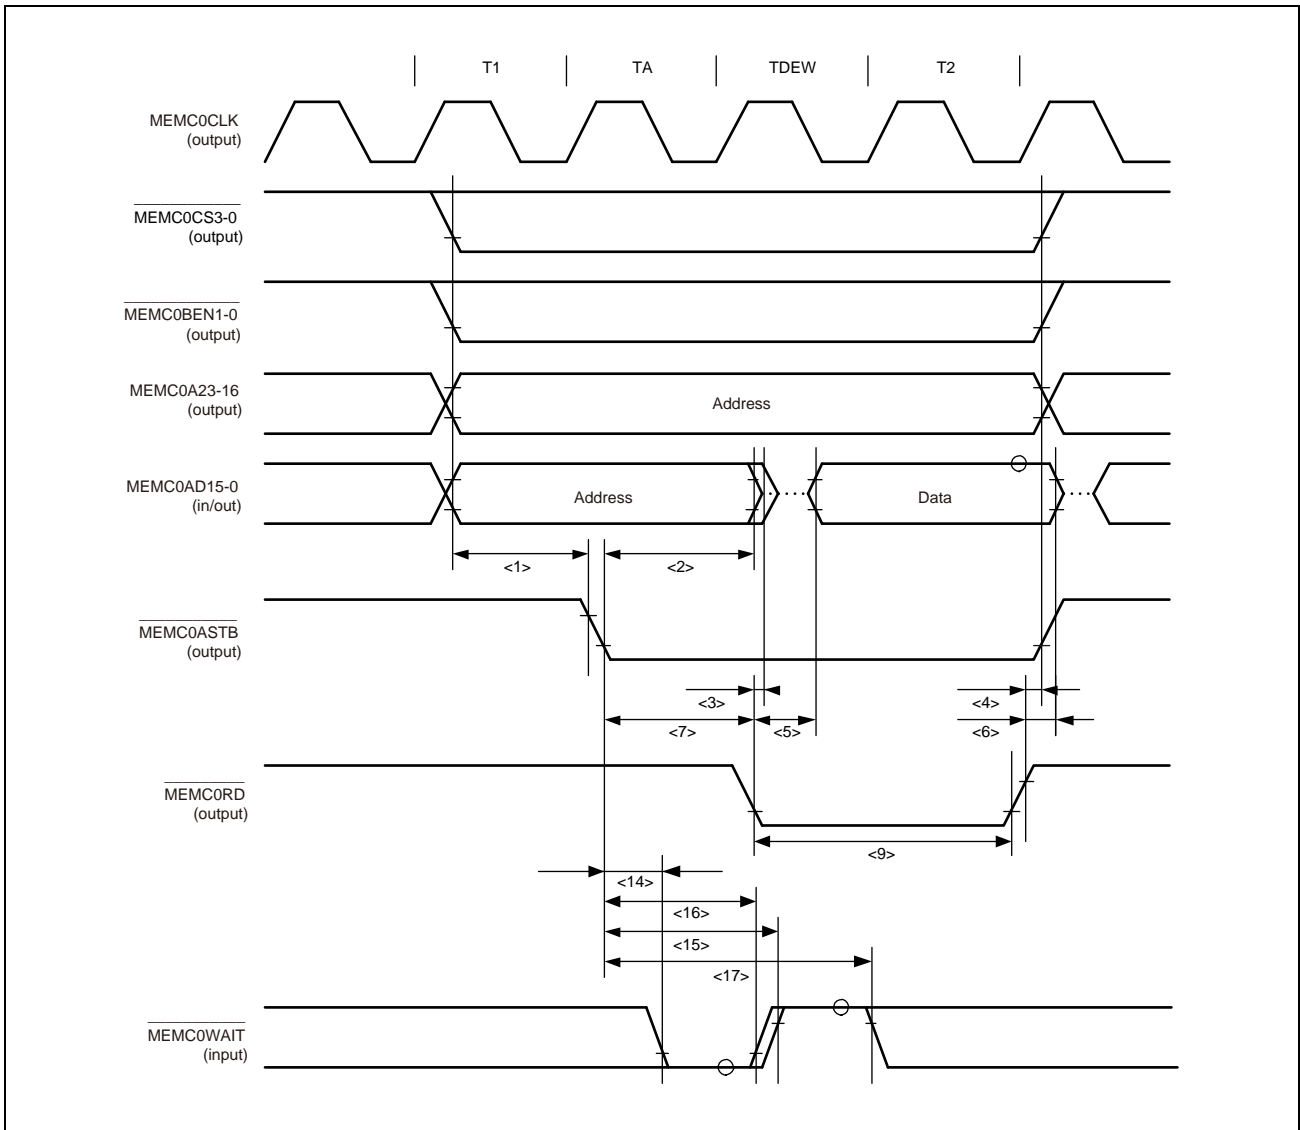 T1 TA TDEW T2
MEMC0CLK
(output)
MEMC0CS3-0
(output)
MEMC0BEN1-0
(output)
MEMC0A23-16
(output)
Address
MEMC0AD15-0
(in/out)
Address
Data
<1>
<2>
MEMC0ASTB
(output)
<3>
<4>
<7>
<5>
<6>
MEMC0RD
(output)
<9>
<14>
<16>
<15>
<17>
MEMC0WAIT
(input)